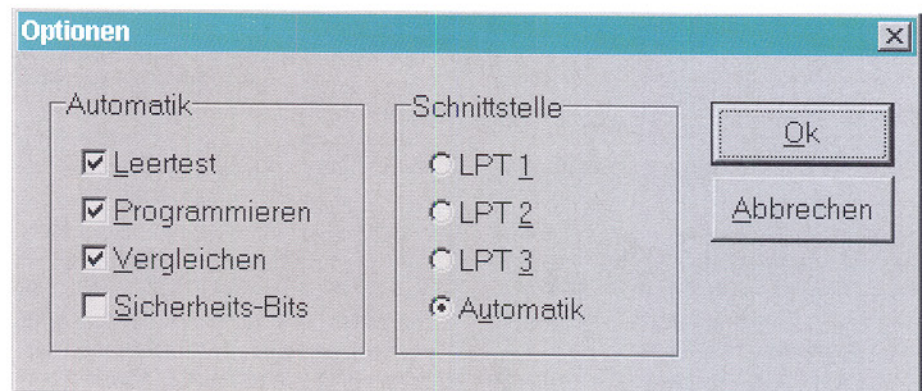 Optionen
Automatik
Leertest
Programmieren
Vergleichen
Sicherheits-Bits
Schnittstelle
LPT 1
LPT 2
LPT 3
Automatik
Ok
Abbrechen